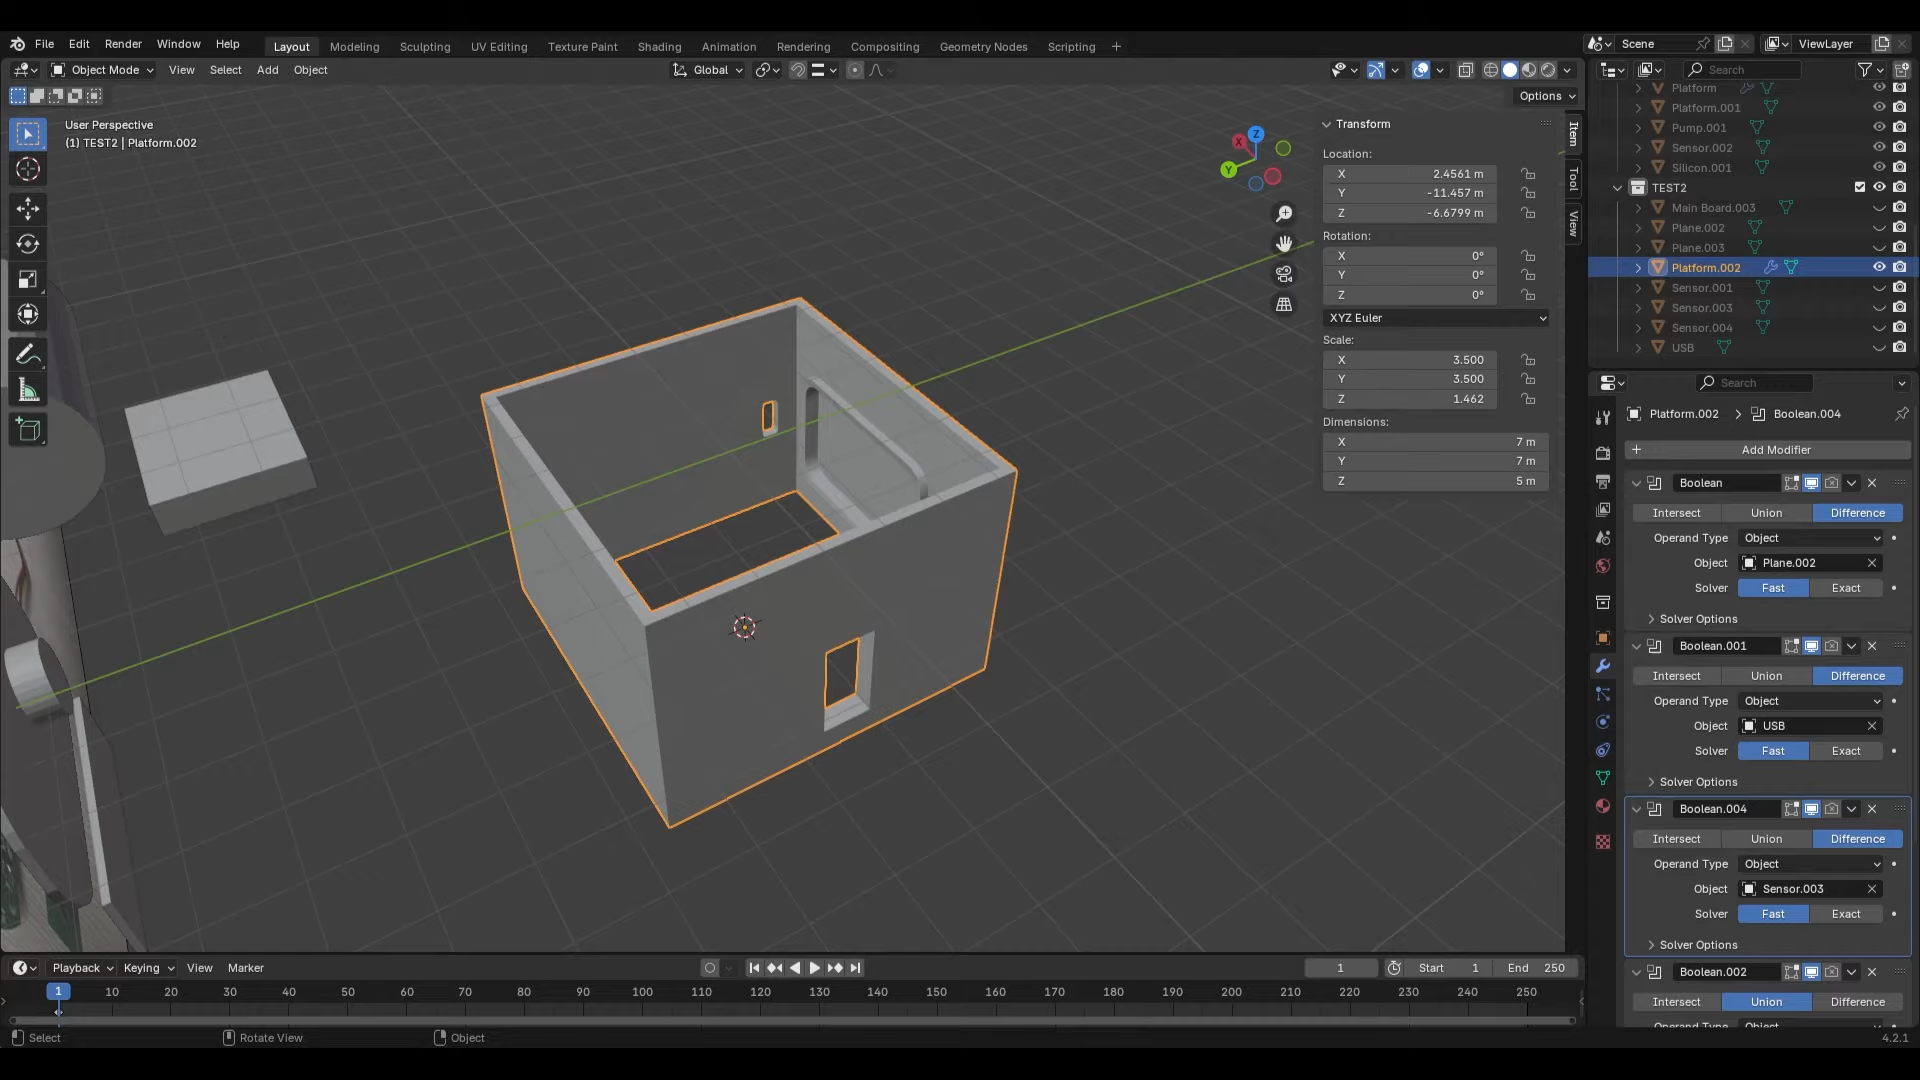 File Edit Render Window Help Layout Modeling Sculpting UV Editing Texture Paint Shading Animation Rendering Compositing Geometry Nodes Scripting + Scene ViewLayer
Object Mode View Select Add Object Global Search
Options
User Perspective
(1) TEST2 | Platform.002
Z
X
Y
Transform
Location:
X 2.4561 m
Y -11.457 m
Z -6.6799 m
Rotation:
X 0°
Y 0°
Z 0°
XYZ Euler
Scale:
X 3.500
Y 3.500
Z 1.462
Dimensions:
X 7 m
Y 7 m
Z 5 m
Item
Tool
View
Platform
Platform.001
Pump.001
Sensor.002
Silicon.001
TEST2
Main Board.003
Plane.002
Plane.003
Platform.002
Sensor.001
Sensor.003
Sensor.004
USB
Search
Platform.002 > Boolean.004
+ Add Modifier
Boolean
Intersect Union Difference
Operand Type Object
Object Plane.002
Solver Fast Exact
Solver Options
Boolean.001
Intersect Union Difference
Operand Type Object
Object USB
Solver Fast Exact
Solver Options
Boolean.004
Intersect Union Difference
Operand Type Object
Object Sensor.003
Solver Fast Exact
Solver Options
Boolean.002
Intersect Union Difference
Operand Type Object
Playback Keying View Marker 1 Start 1 End 250
1 10 20 30 40 50 60 70 80 90 100 110 120 130 140 150 160 170 180 190 200 210 220 230 240 250
Select Rotate View Object 4.2.1